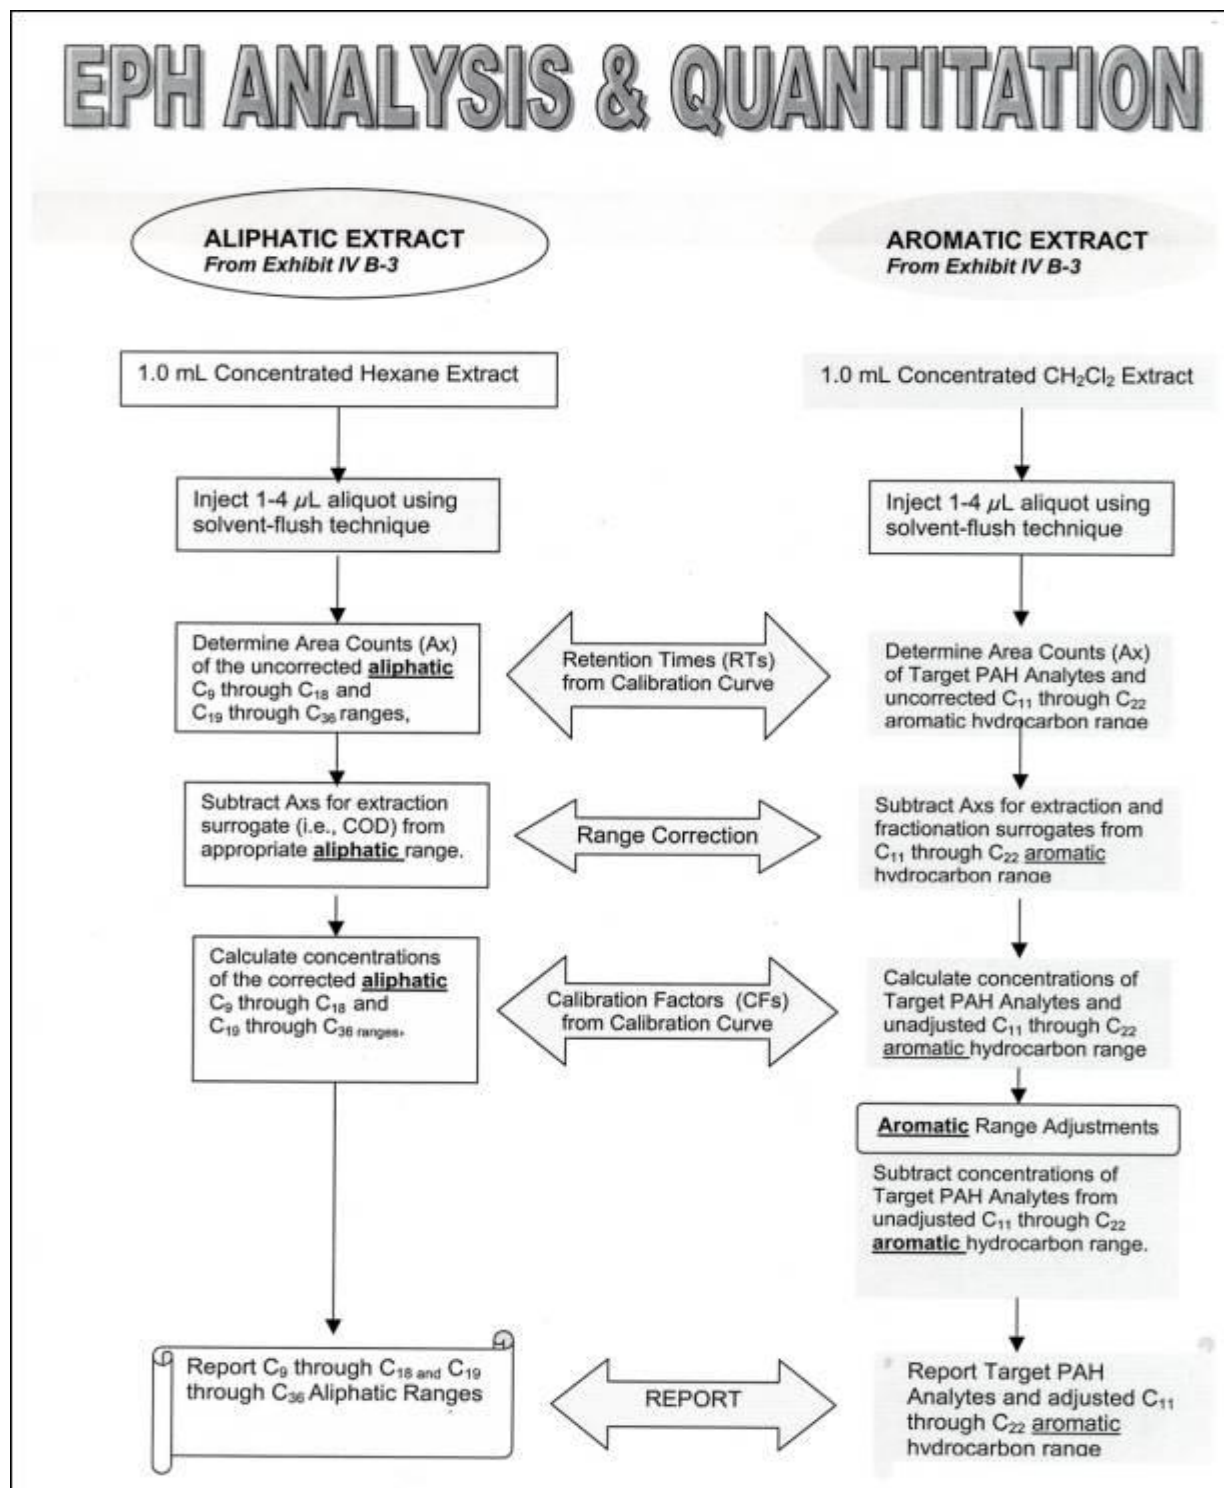 EPH ANALYSIS & QUANTITATION
ALIPHATIC EXTRACT
From Exhibit IV B-3
AROMATIC EXTRACT
From Exhibit IV B-3
1.0 mL Concentrated Hexane Extract
1.0 mL Concentrated CH₂Cl₂ Extract
Inject 1-4 µL aliquot using
solvent-flush technique
Inject 1-4 µL aliquot using
solvent-flush technique
Determine Area Counts (Ax)
of the uncorrected aliphatic
C₉ through C₁₈ and
C₁₉ through C₃₆ ranges,
Retention Times (RTs)
from Calibration Curve
Determine Area Counts (Ax)
of Target PAH Analytes and
uncorrected C₁₁ through C₂₂
aromatic hydrocarbon range
Subtract Axs for extraction
surrogate (i.e., COD) from
appropriate aliphatic range.
Range Correction
Subtract Axs for extraction and
fractionation surrogates from
C₁₁ through C₂₂ aromatic
hydrocarbon range
Calculate concentrations
of the corrected aliphatic
C₉ through C₁₈ and
C₁₉ through C₃₆ ranges,
Calibration Factors (CFs)
from Calibration Curve
Calculate concentrations of
Target PAH Analytes and
unadjusted C₁₁ through C₂₂
aromatic hydrocarbon range
Aromatic Range Adjustments
Subtract concentrations of
Target PAH Analytes from
unadjusted C₁₁ through C₂₂
aromatic hydrocarbon range.
Report C₉ through C₁₈ and C₁₉
through C₃₆ Aliphatic Ranges
REPORT
Report Target PAH
Analytes and adjusted C₁₁
through C₂₂ aromatic
hydrocarbon range